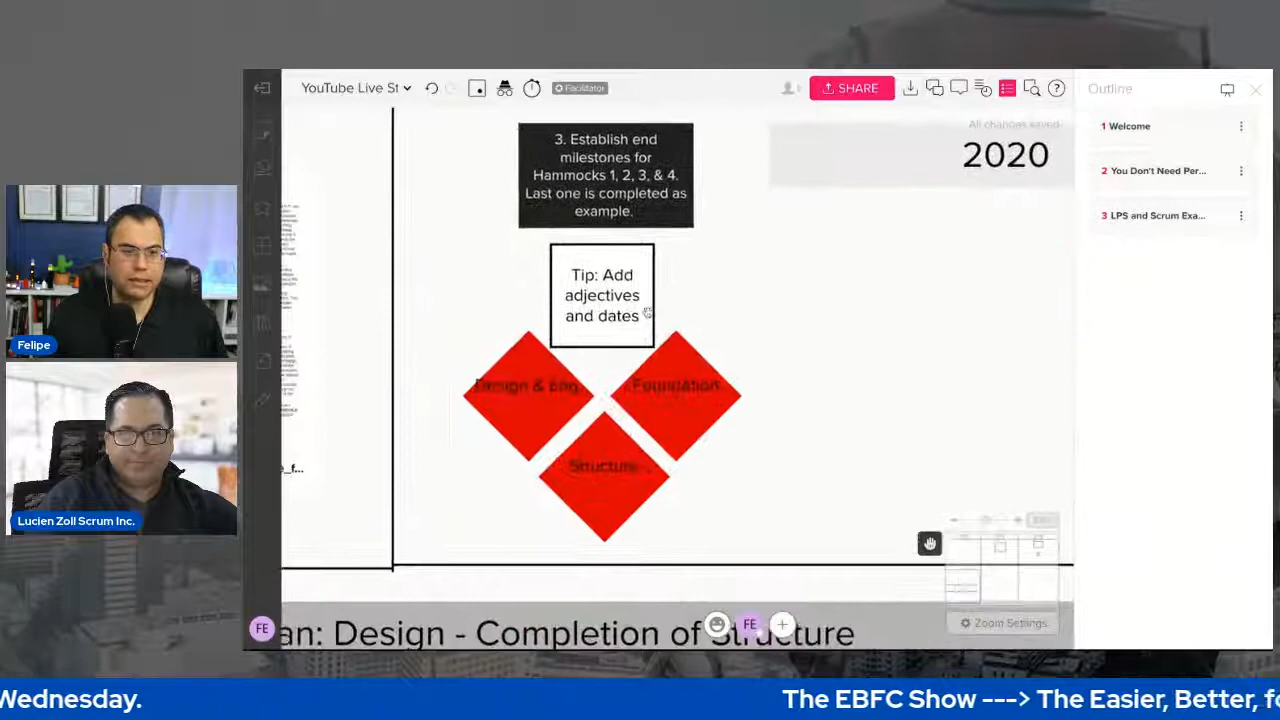 YouTube Live St
Facilitator
SHARE
Outline
1 Welcome
2 You Don't Need Per...
3 LPS and Scrum Exa...
All changes saved
2020
3. Establish end
milestones for
Hammocks 1, 2, 3, & 4.
Last one is completed as
example.
Tip: Add
adjectives
and dates
Design & Eng.
Foundation
Structure
Felipe
Lucien Zoll Scrum Inc.
Zoom Settings
FE
FE
an: Design - Completion of Structure
Wednesday.
The EBFC Show ---> The Easier, Better, fo